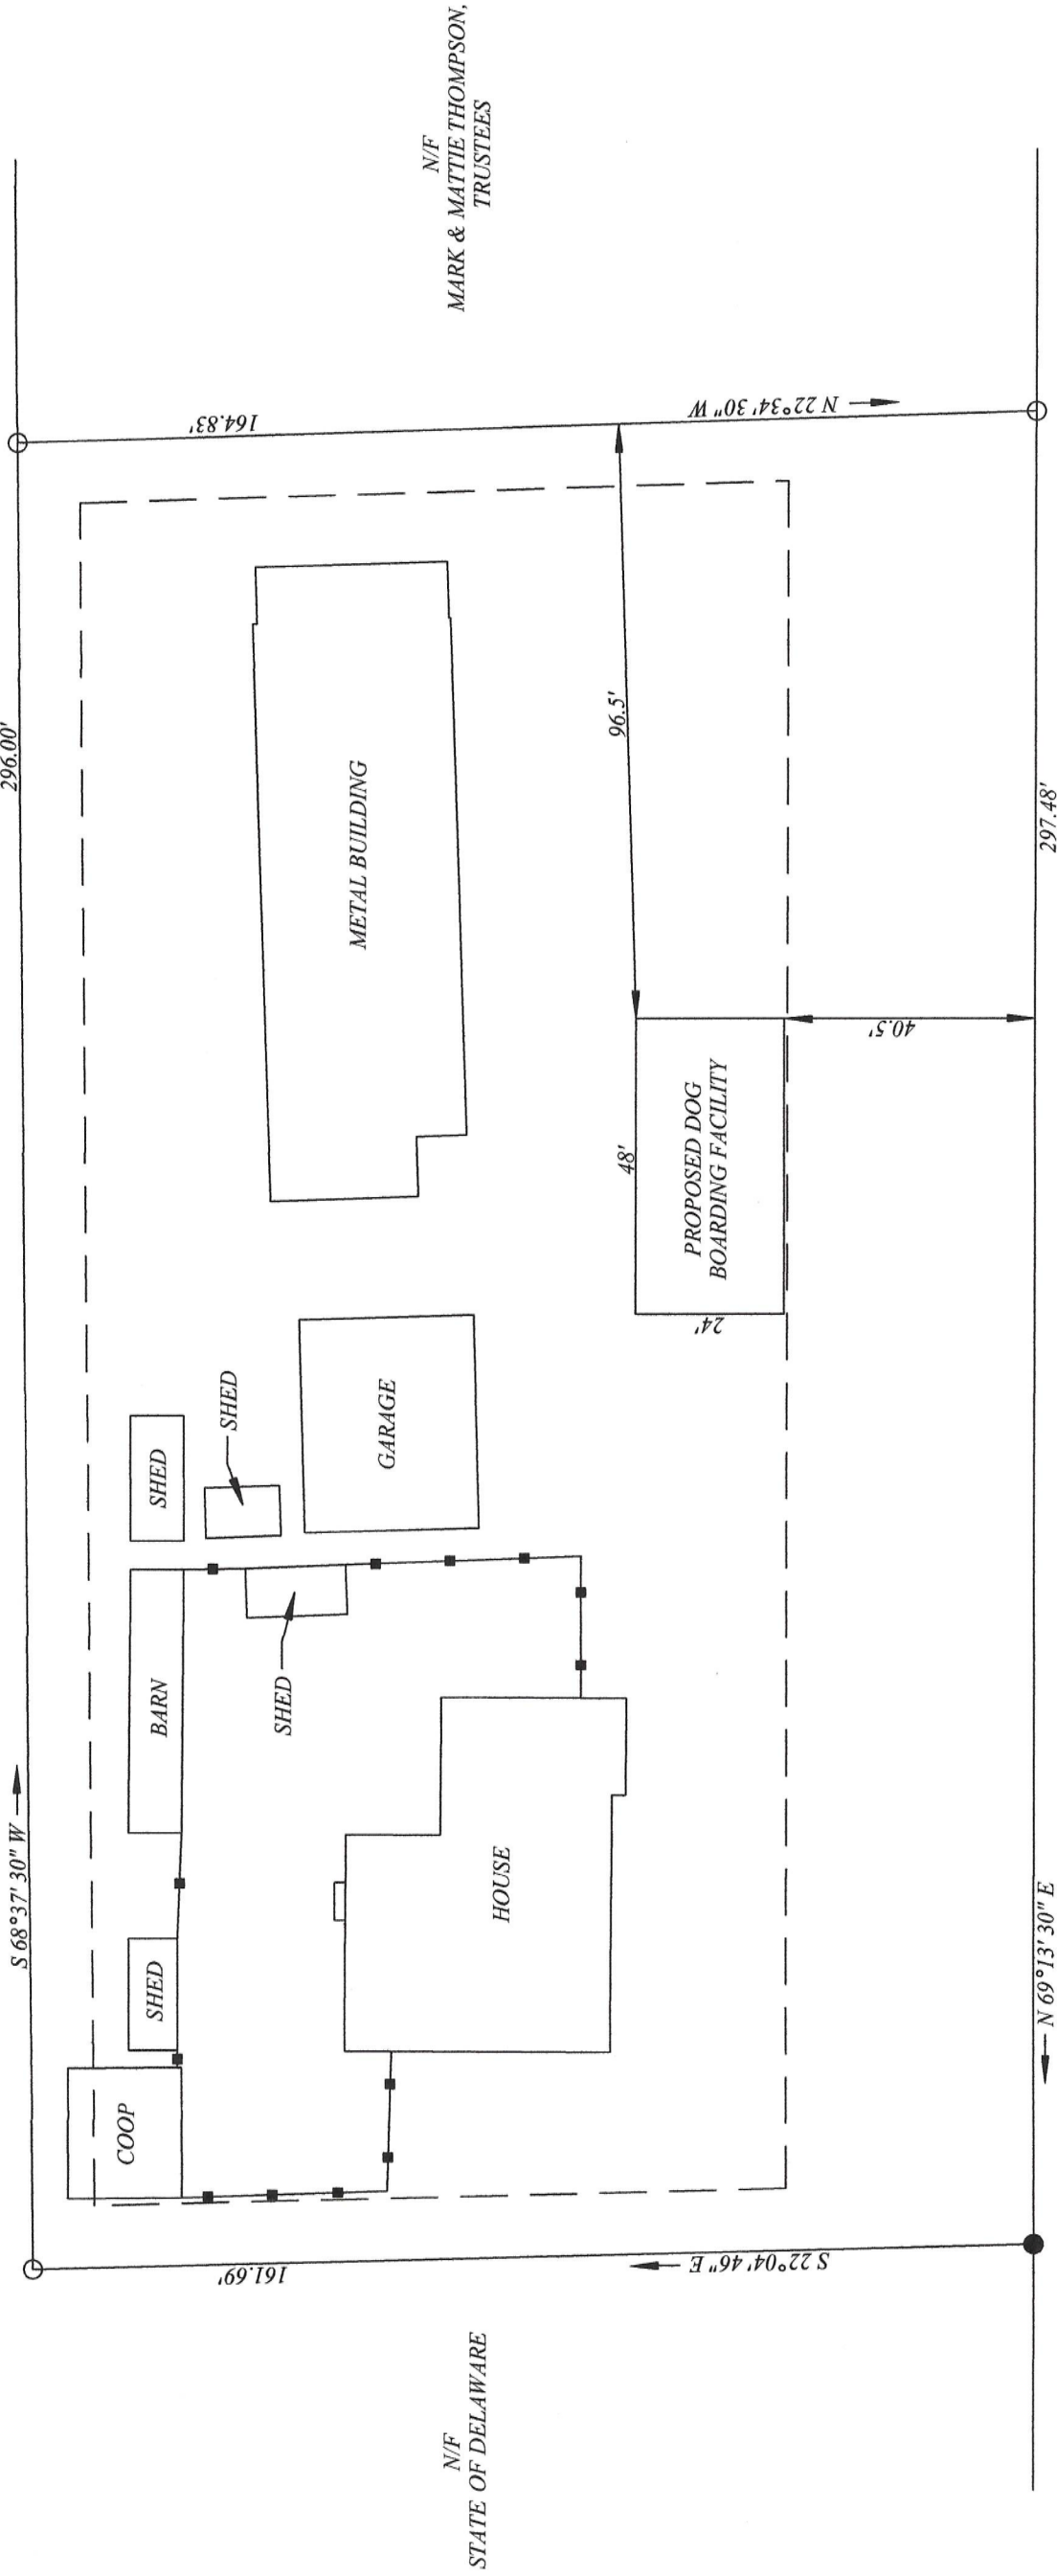 N/F
MARK & MATTIE THOMPSON,
TRUSTEES
164.83'
N 22°34'30" W
296.00'
96.5'
METAL BUILDING
297.48'
40.5'
48'
PROPOSED DOG
BOARDING FACILITY
24'
SHED
SHED
GARAGE
BARN
SHED
S 68°37'30" W
HOUSE
SHED
COOP
N 69°13'30" E
161.69'
S 22°04'46" E
N/F
STATE OF DELAWARE